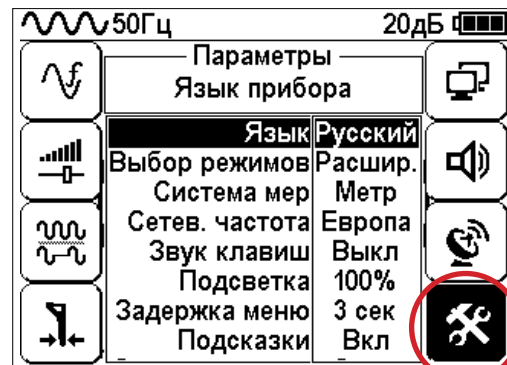 50Гц 20дБ
Параметры
Язык прибора
Язык Русский
Выбор режимов Расшир.
Система мер Метр
Сетев. частота Европа
Звук клавиш Выкл
Подсветка 100%
Задержка меню 3 сек
Подсказки Вкл